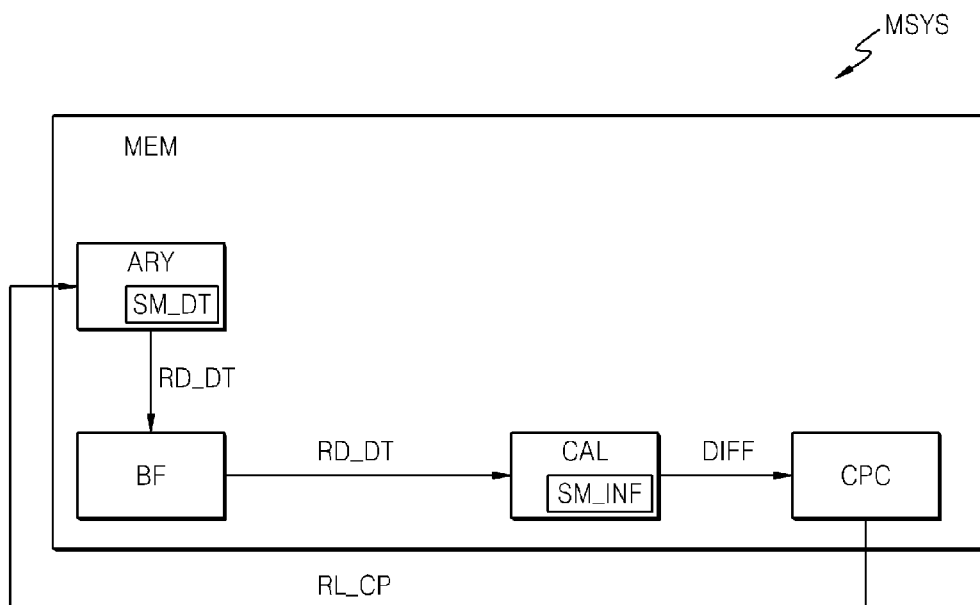 MSYS
MEM
ARY
SM_DT
RD_DT
BF
RD_DT
CAL
SM_INF
DIFF
CPC
RL_CP